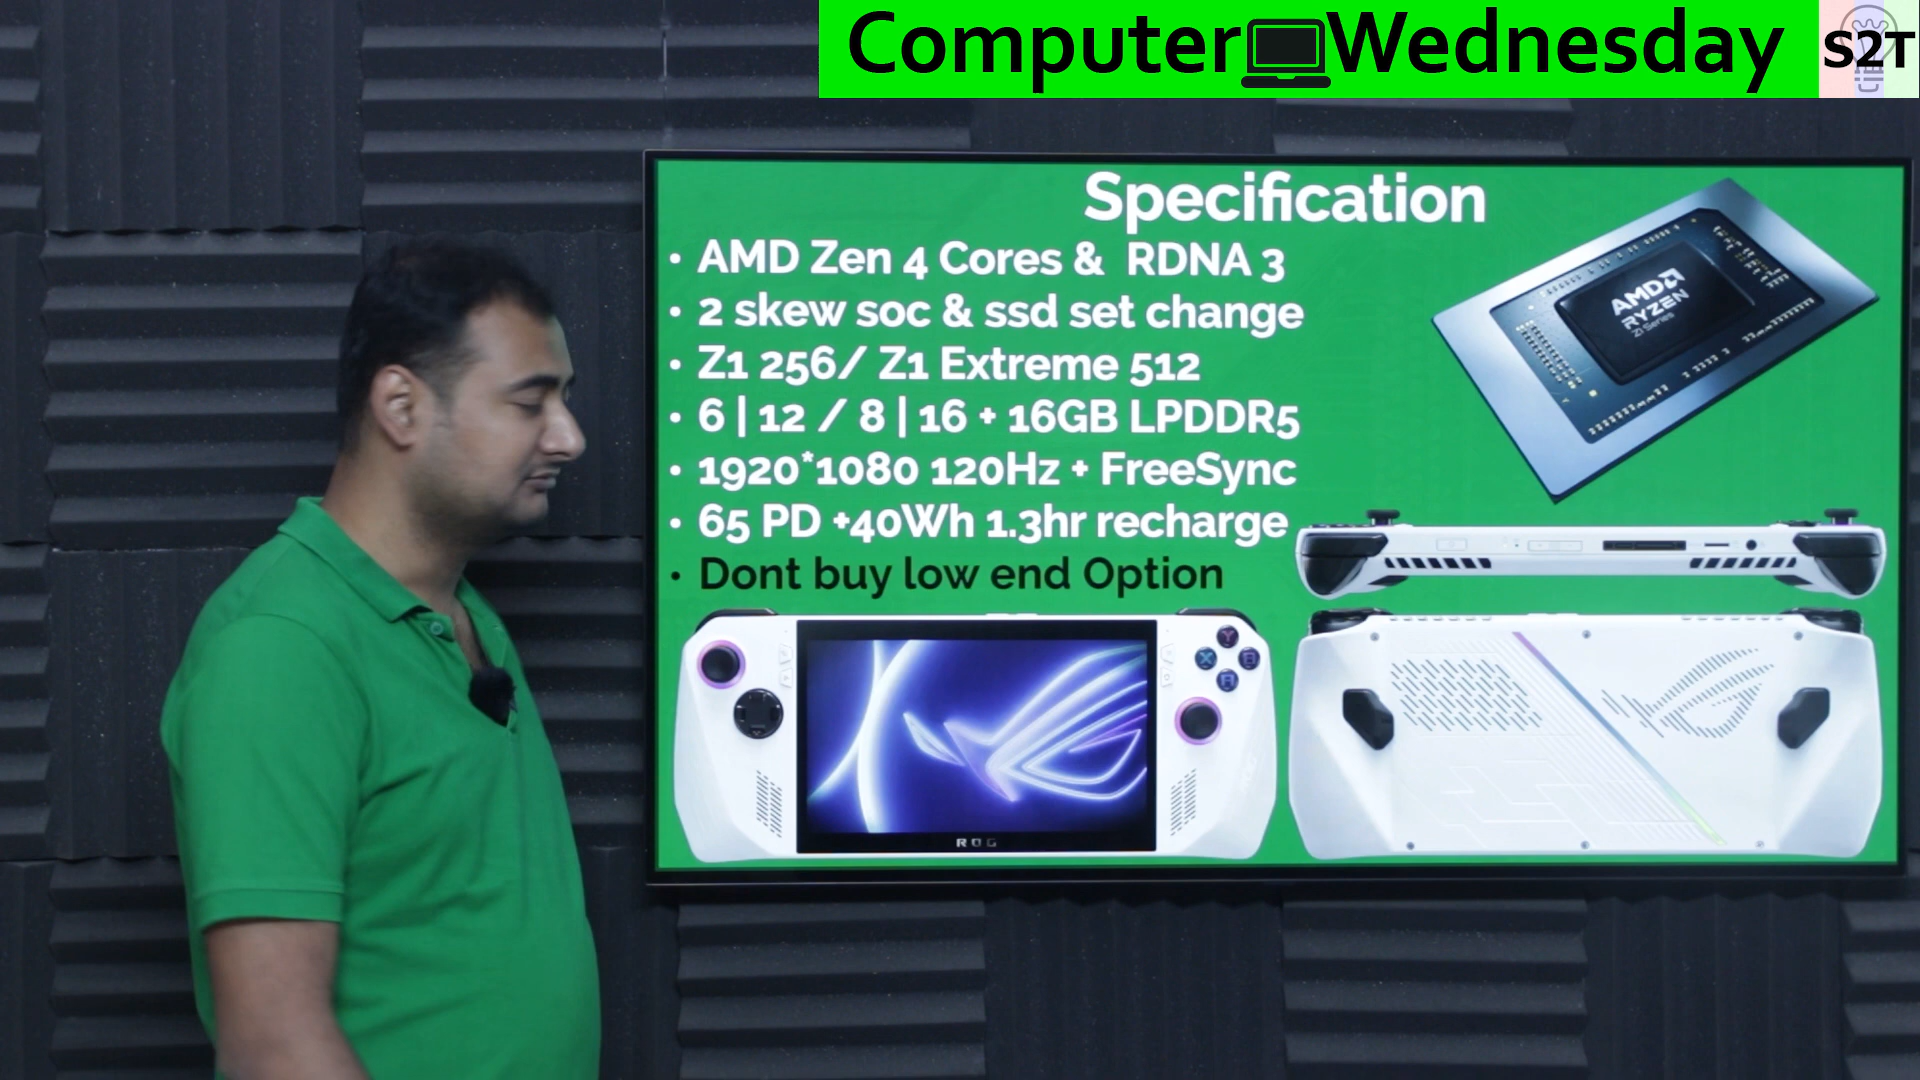 Computer Wednesday
S2T
Specification
• AMD Zen 4 Cores & RDNA 3
• 2 skew soc & ssd set change
• Z1 256/ Z1 Extreme 512
• 6 | 12 / 8 | 16 + 16GB LPDDR5
• 1920*1080 120Hz + FreeSync
• 65 PD +40Wh 1.3hr recharge
• Dont buy low end Option
AMD
RYZEN
Z1 Series
Y
X B
A
ROG